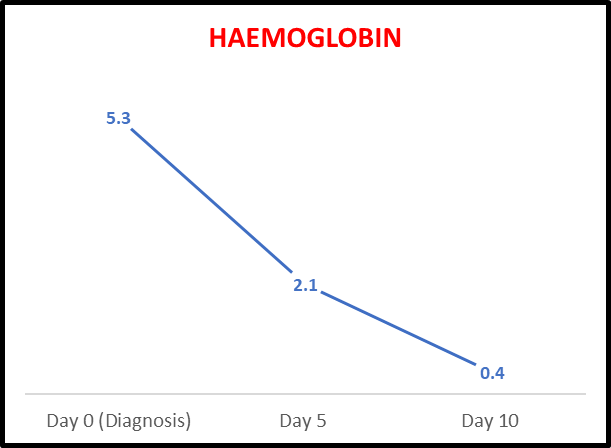 HAEMOGLOBIN
5.3
2.1
0.4
Day 0 (Diagnosis) Day 5 Day 10